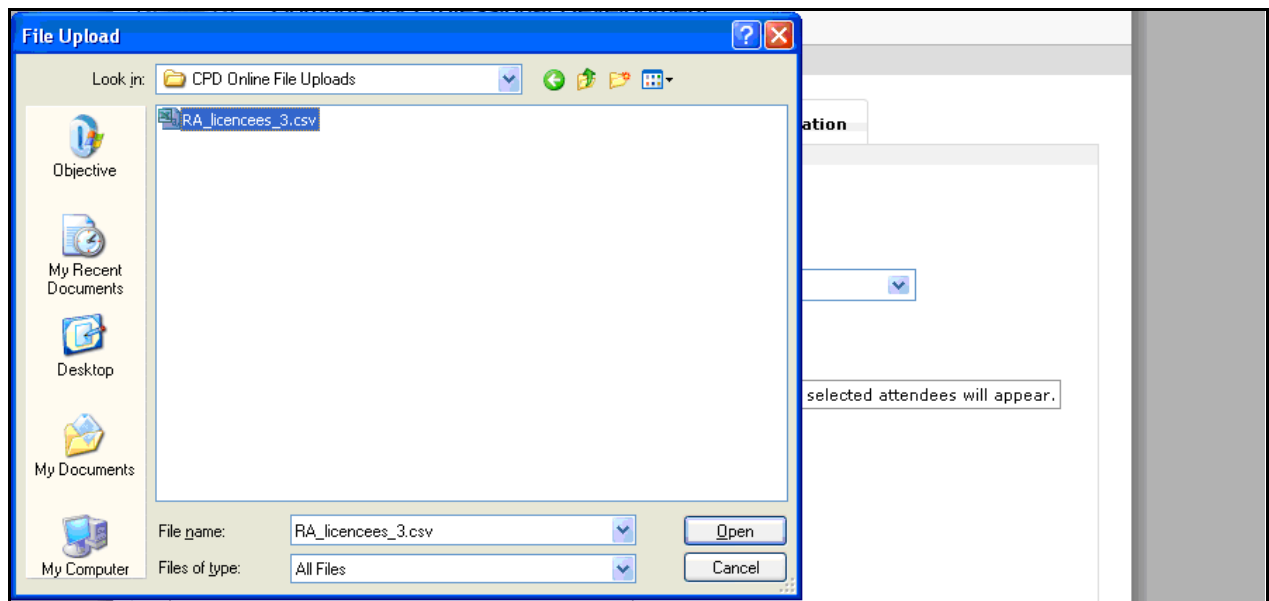 File Upload
Look in:
CPD Online File Uploads
RA_licencees_3.csv
ation
Objective
My Recent
Documents
Desktop
selected attendees will appear.
My Documents
My Computer
File name:
RA_licencees_3.csv
Open
Files of type:
All Files
Cancel